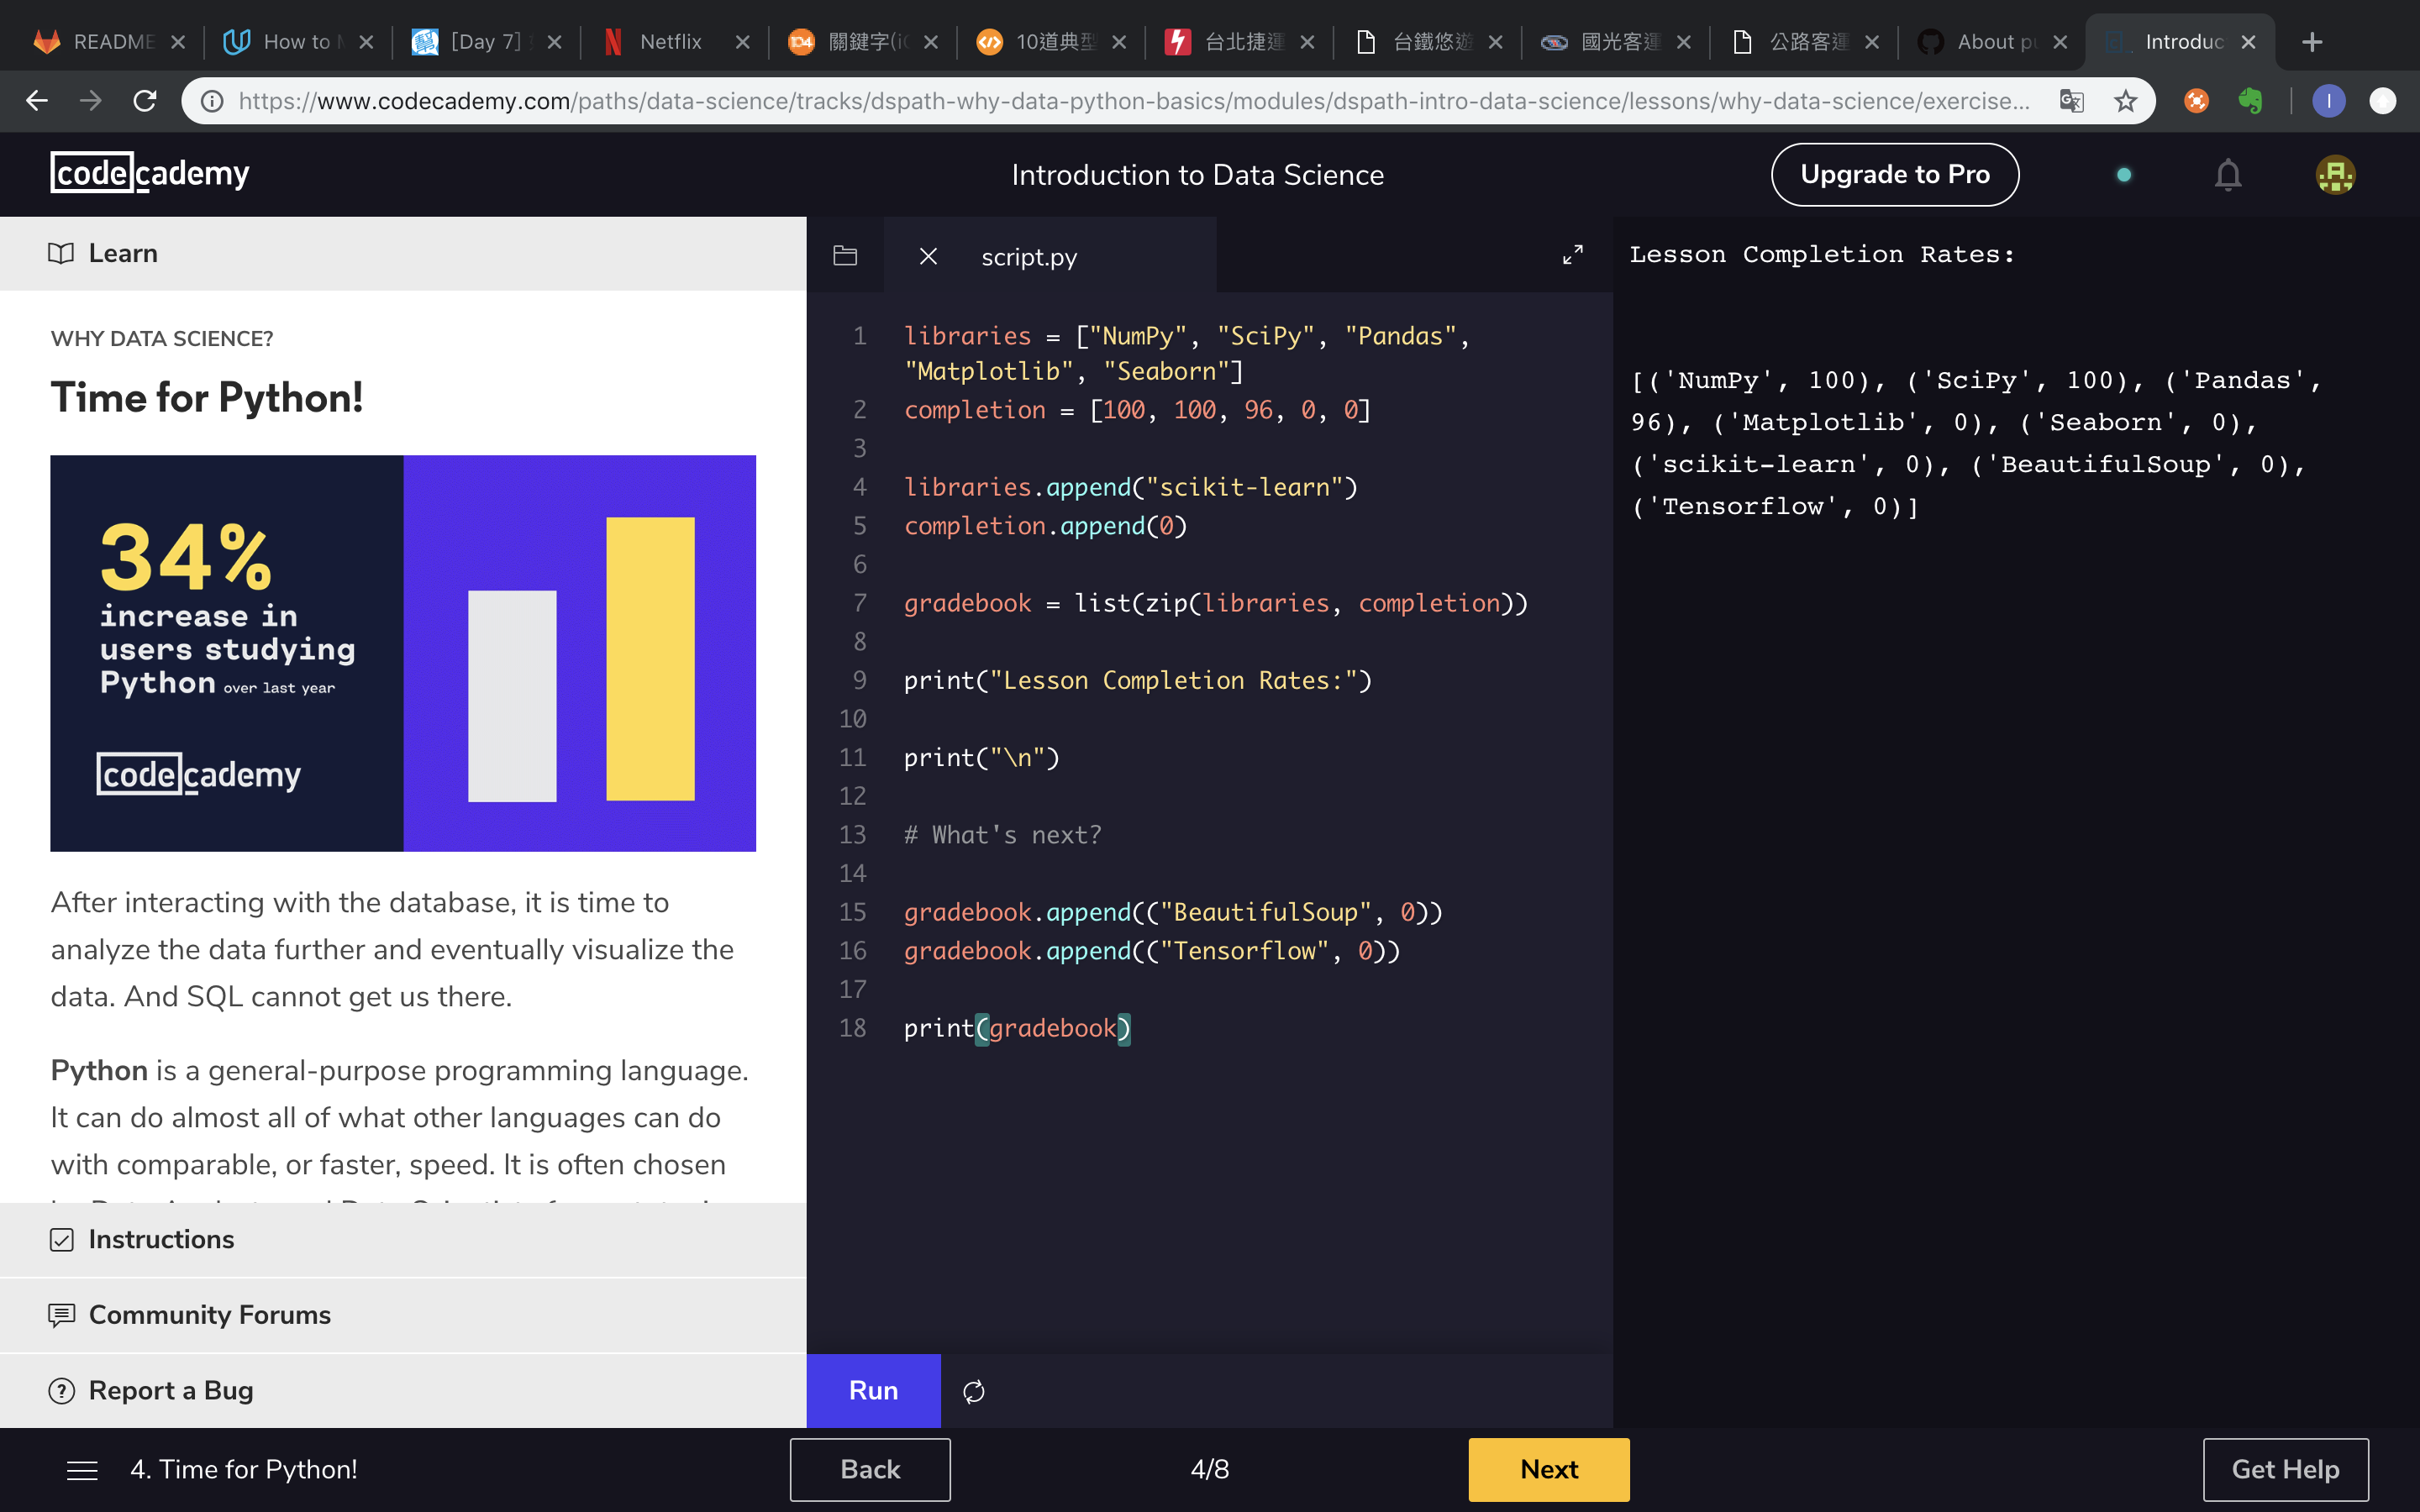 README
How to
[Day 7]
Netflix
關鍵字(i
10道典型
台北捷運
台鐵悠遊
國光客運
公路客運
About pu
Introduc
https://www.codecademy.com/paths/data-science/tracks/dspath-why-data-python-basics/modules/dspath-intro-data-science/lessons/why-data-science/exercise...
I
codecademy
Introduction to Data Science
Upgrade to Pro
Learn
WHY DATA SCIENCE?
Time for Python!
34%
increase in
users studying
Python over last year
codecademy
After interacting with the database, it is time to
analyze the data further and eventually visualize the
data. And SQL cannot get us there.
Python is a general-purpose programming language.
It can do almost all of what other languages can do
with comparable, or faster, speed. It is often chosen
Instructions
Community Forums
Report a Bug
script.py
1 libraries = ["NumPy", "SciPy", "Pandas",
"Matplotlib", "Seaborn"]
2 completion = [100, 100, 96, 0, 0]
3
4 libraries.append("scikit-learn")
5 completion.append(0)
6
7 gradebook = list(zip(libraries, completion))
8
9 print("Lesson Completion Rates:")
10
11 print("\n")
12
13 # What's next?
14
15 gradebook.append(("BeautifulSoup", 0))
16 gradebook.append(("Tensorflow", 0))
17
18 print(gradebook)
Run
Lesson Completion Rates:
[('NumPy', 100), ('SciPy', 100), ('Pandas',
96), ('Matplotlib', 0), ('Seaborn', 0),
('scikit-learn', 0), ('BeautifulSoup', 0),
('Tensorflow', 0)]
4. Time for Python!
Back
4/8
Next
Get Help